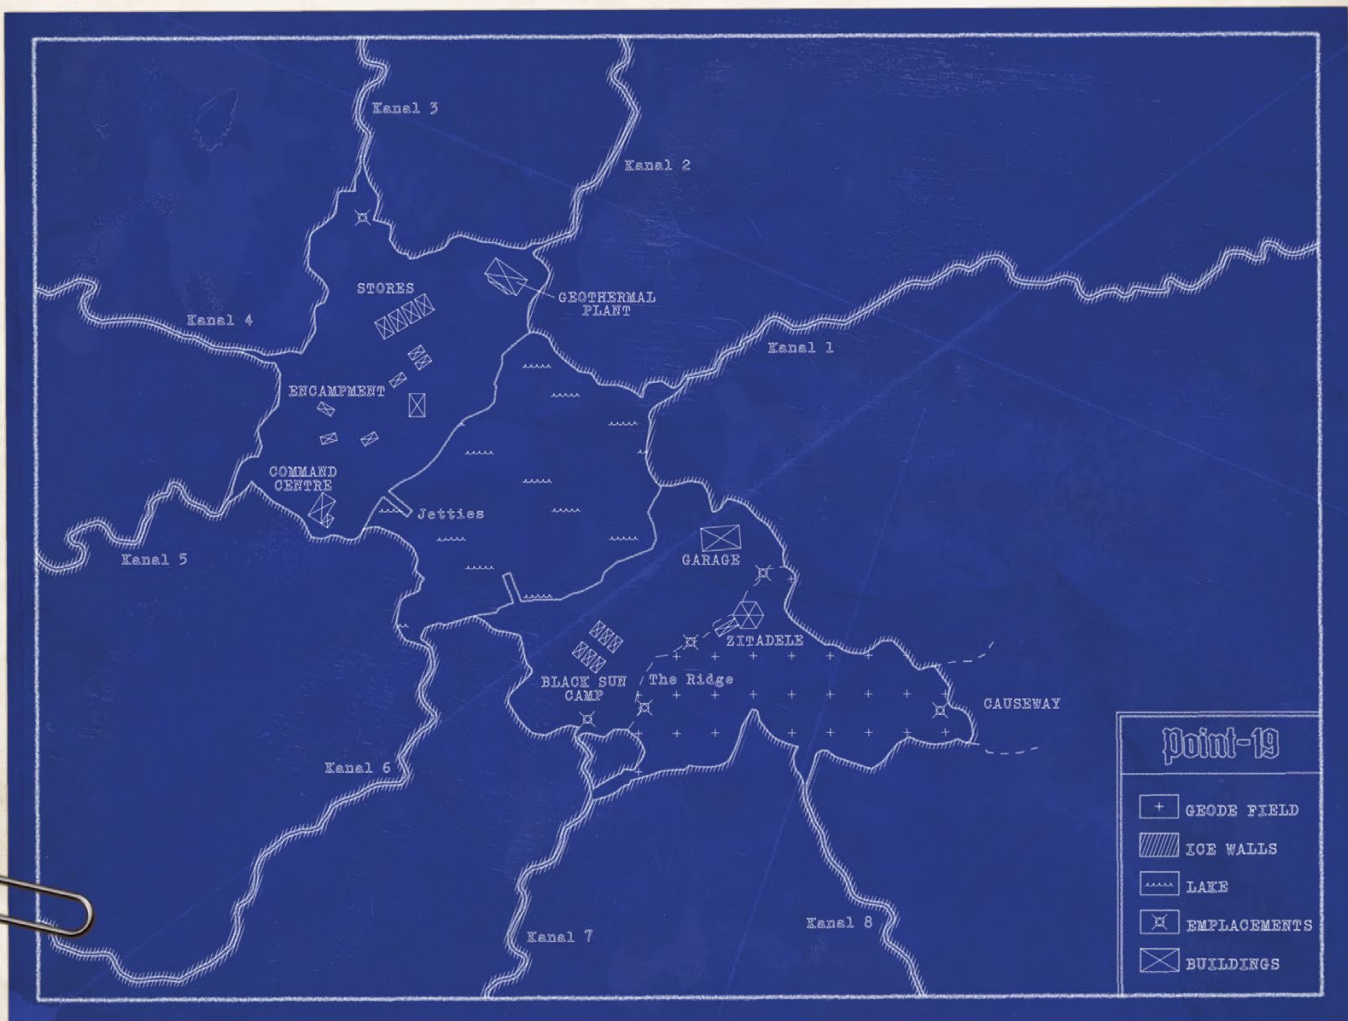 Kanal 3
Kanal 2
STORES
GEOTHERMAL
PLANT
Kanal 4
Kanal 1
ENCAMPMENT
COMMAND
CENTRE
Jetties
Kanal 5
GARAGE
ZITADELE
BLACK SUN
CAMP
The Ridge
CAUSEWAY
Kanal 6
Kanal 7
Kanal 8
Point-19
GEODE FIELD
ICE WALLS
LAKE
EMPLACEMENTS
BUILDINGS